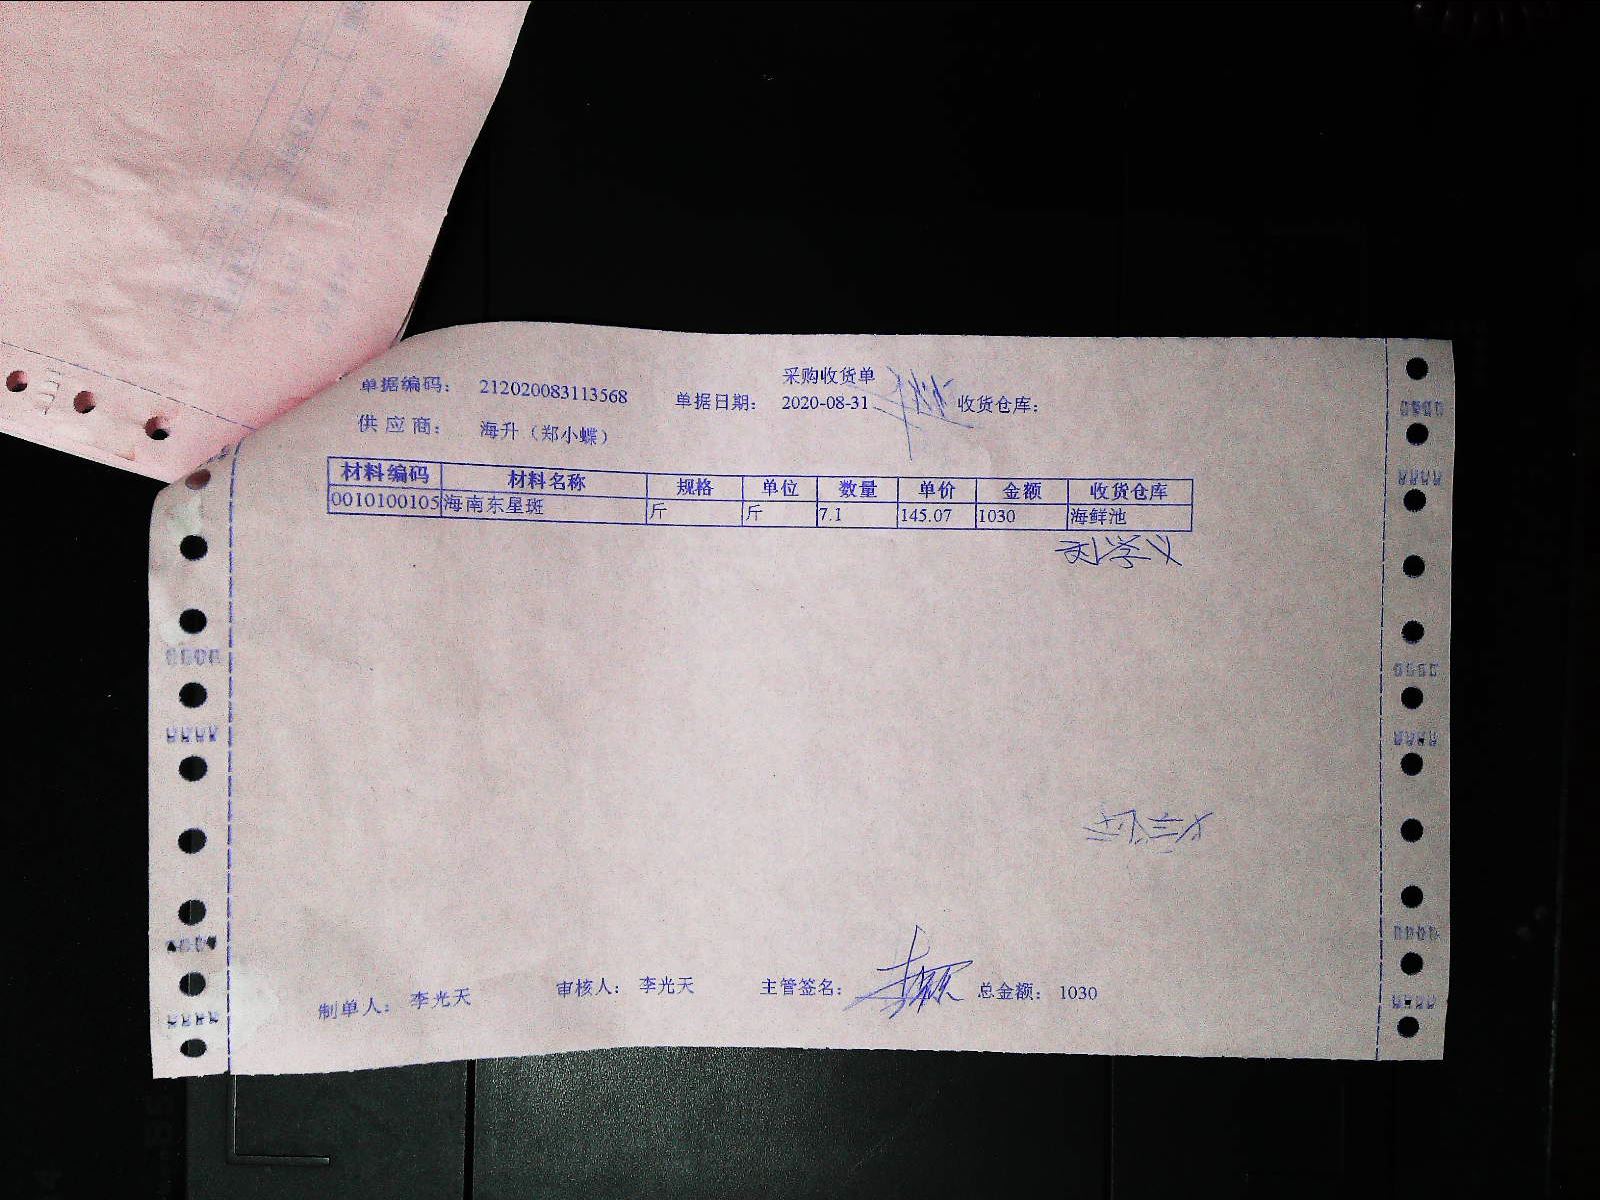 采购收货单
单据编码： 212020083113568 单据日期： 2020-08-31 收货仓库：
供应商： 海升（郑小蝶）
材料编码 材料名称 规格 单位 数量 单价 金额 收货仓库
0010100105 海南东星斑 斤 斤 7.1 145.07 1030 海鲜池
刘学义
制单人： 李光天 审核人： 李光天 主管签名： 总金额： 1030